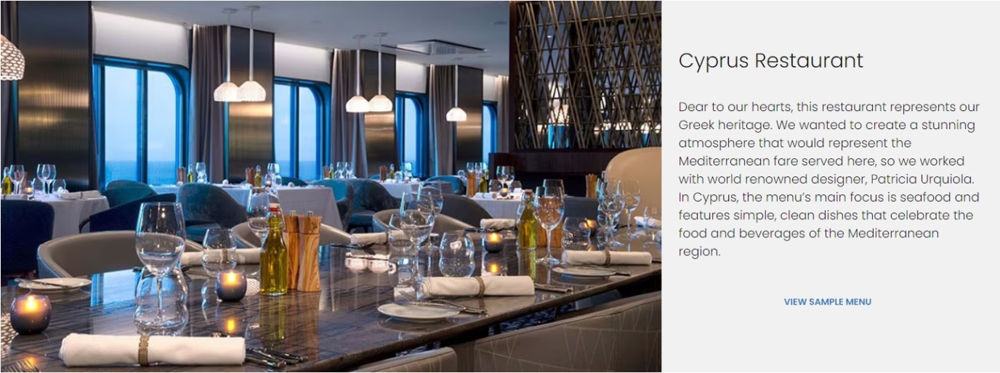 Cyprus Restaurant
Dear to our hearts, this restaurant represents our
Greek heritage. We wanted to create a stunning
atmosphere that would represent the
Mediterranean fare served here, so we worked
with world renowned designer, Patricia Urquiola.
In Cyprus, the menu’s main focus is seafood and
features simple, clean dishes that celebrate the
food and beverages of the Mediterranean
region.
VIEW SAMPLE MENU